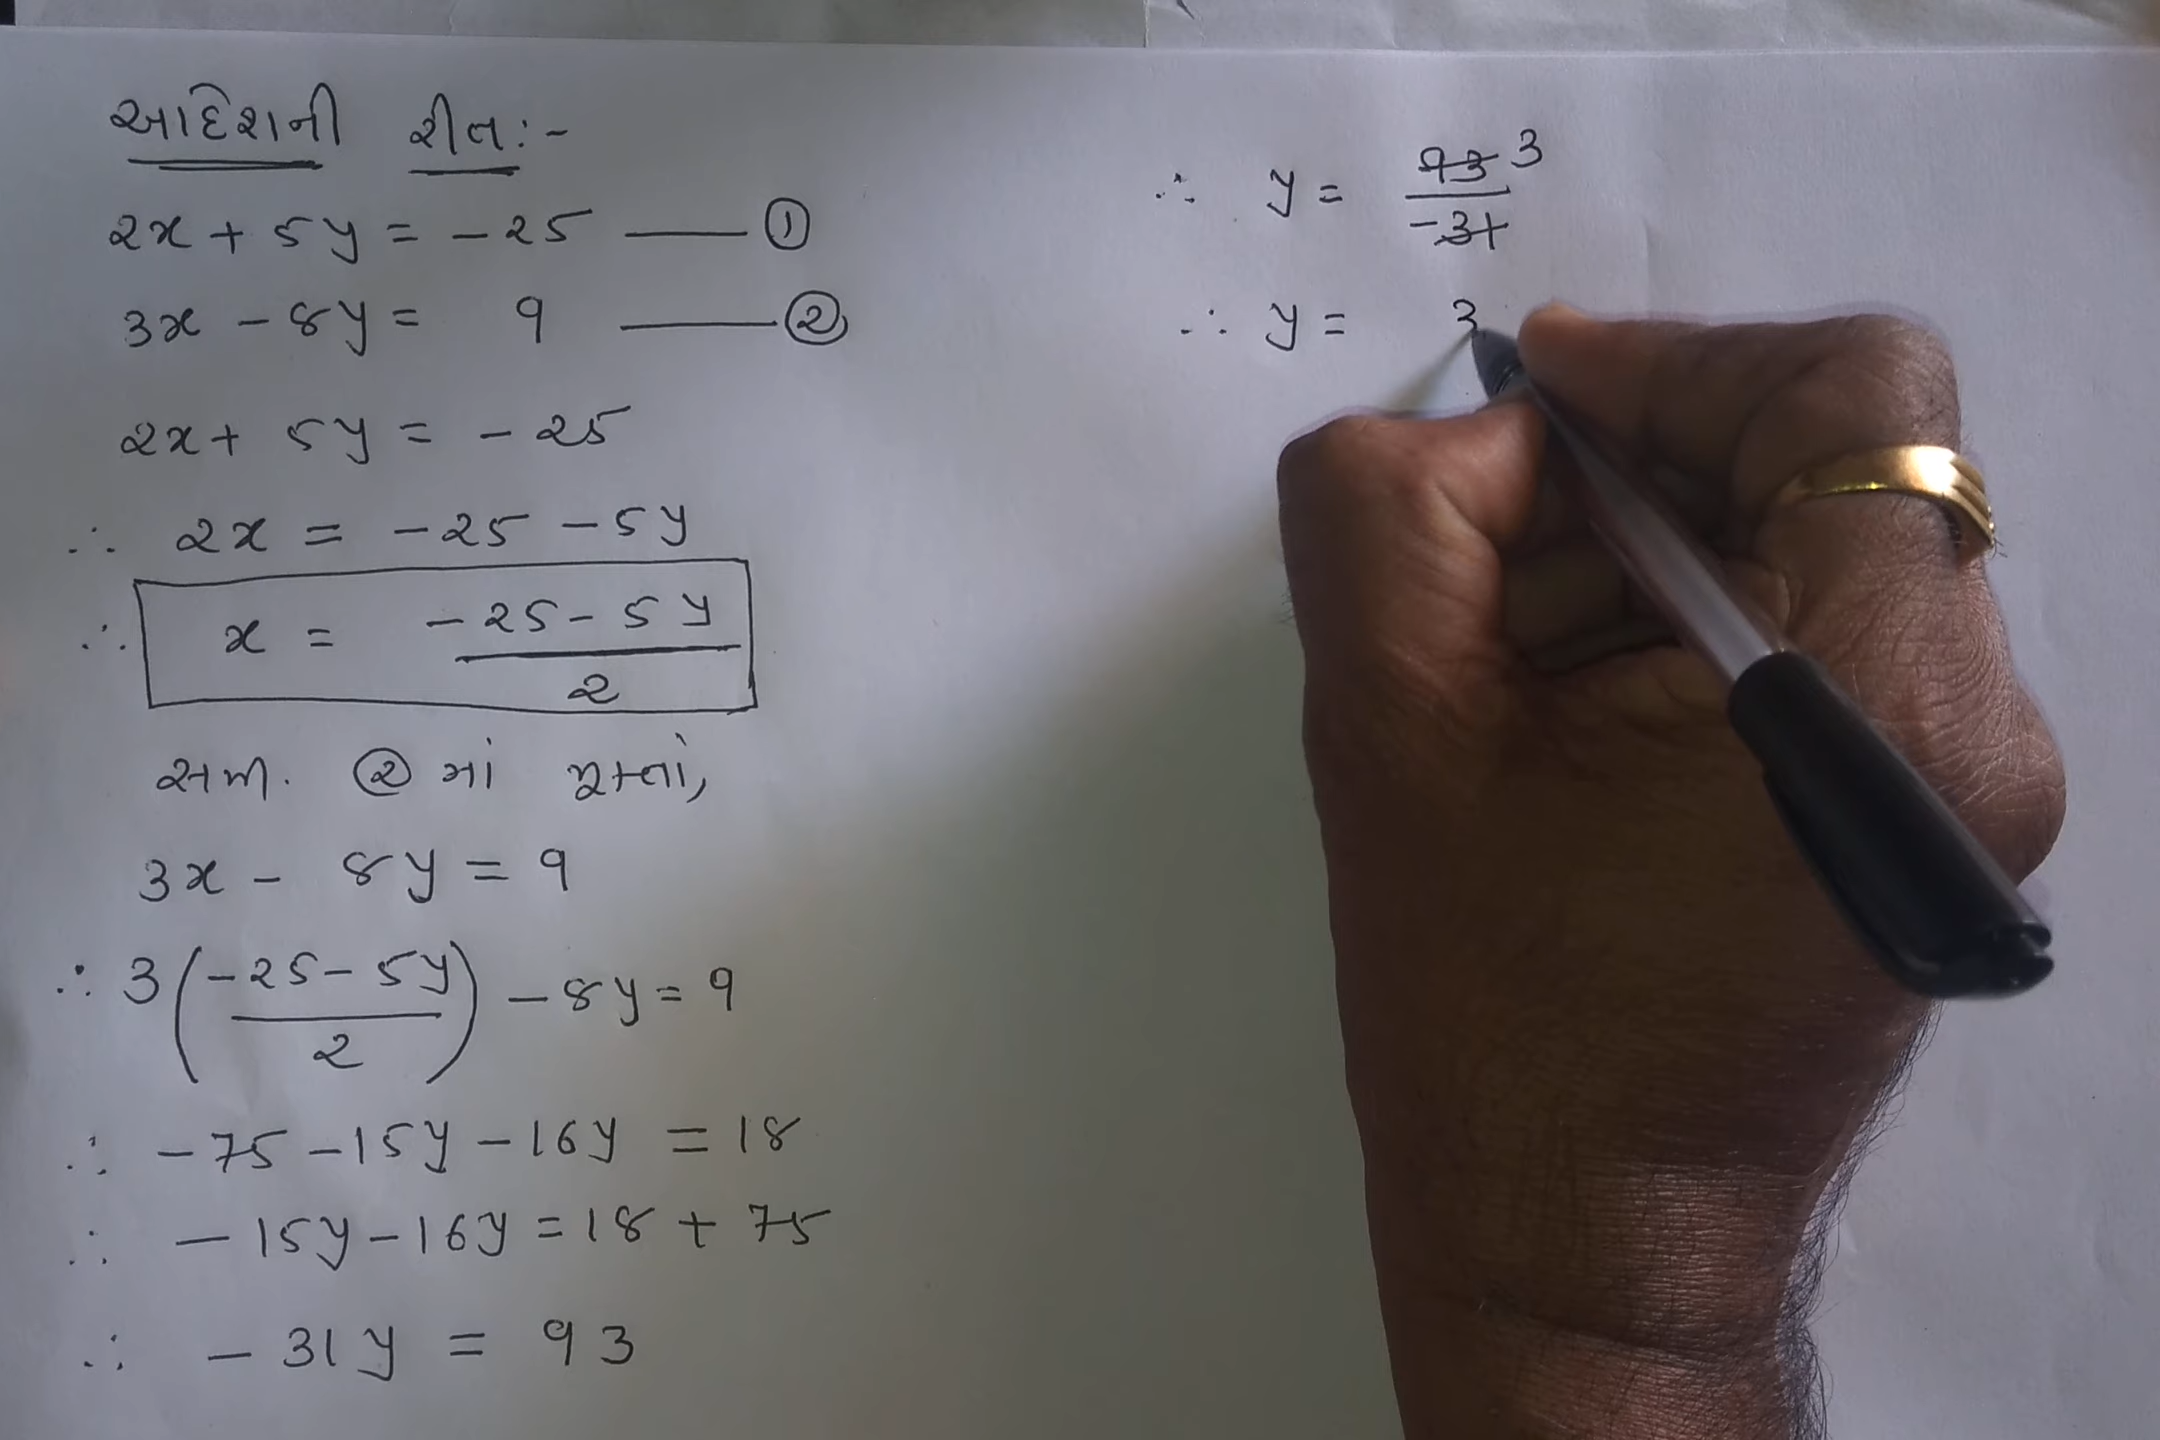 આદેશની રીત :-
2x + 5y = - 25 —— ①
3x - 8y = 9 —— ②
2x + 5y = - 25
∴ 2x = - 25 - 5y
∴ x = (- 25 - 5y) / 2
સમી. ② માં મૂકતાં,
3x - 8y = 9
∴ 3 ((- 25 - 5y) / 2) - 8y = 9
∴ - 75 - 15y - 16y = 18
∴ - 15y - 16y = 18 + 75
∴ - 31y = 93
∴ y = 93 3 / -31
∴ y = 3